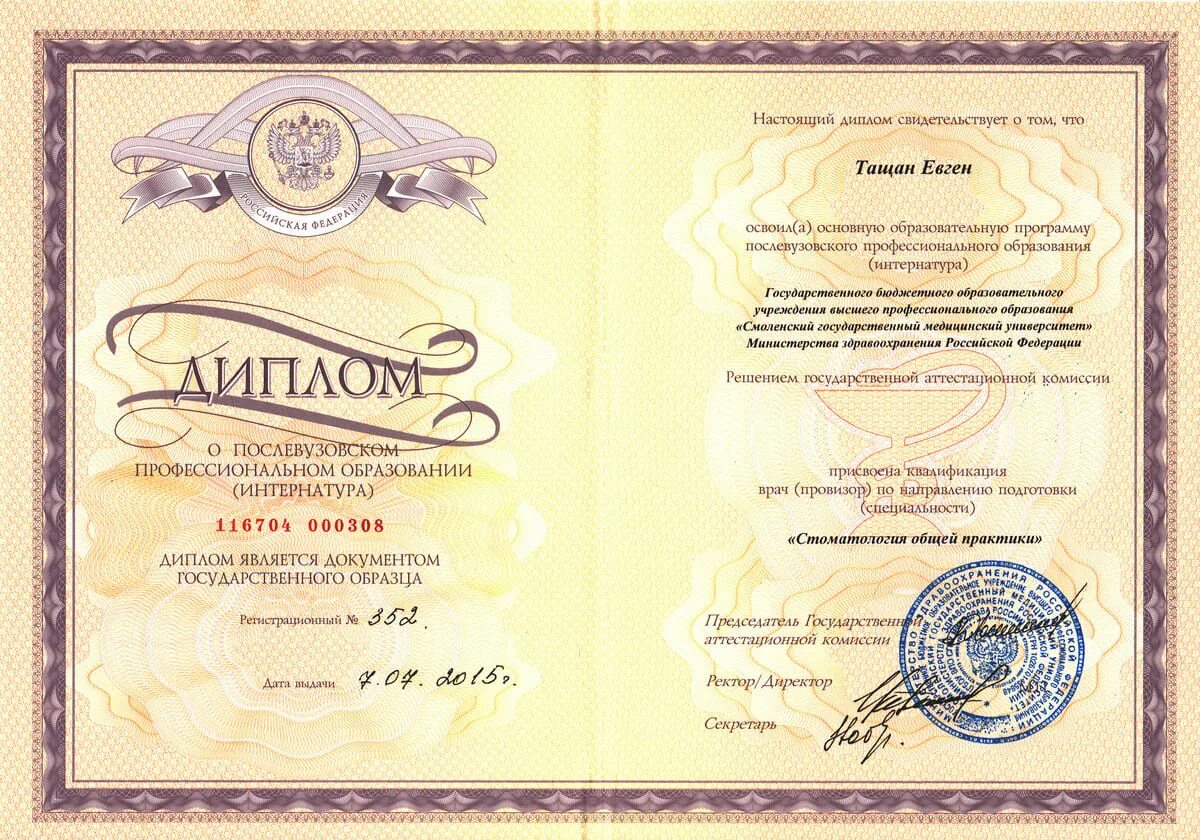 РОССИЙСКАЯ ФЕДЕРАЦИЯ
ДИПЛОМ
О ПОСЛЕВУЗОВСКОМ
ПРОФЕССИОНАЛЬНОМ ОБРАЗОВАНИИ
(ИНТЕРНАТУРА)
116704 000308
ДИПЛОМ ЯВЛЯЕТСЯ ДОКУМЕНТОМ
ГОСУДАРСТВЕННОГО ОБРАЗЦА
Регистрационный № 352.
Дата выдачи 7.07.2015г.
Настоящий диплом свидетельствует о том, что
Тащан Евген
освоил(а) основную образовательную программу
послевузовского профессионального образования
(интернатура)
Государственного бюджетного образовательного
учреждения высшего профессионального образования
«Смоленский государственный медицинский университет»
Министерства здравоохранения Российской Федерации
Решением государственной аттестационной комиссии
присвоена квалификация
врач (провизор) по направлению подготовки
(специальности)
«Стоматология общей практики»
Председатель Государственной
аттестационной комиссии
Ректор/Директор
Секретарь